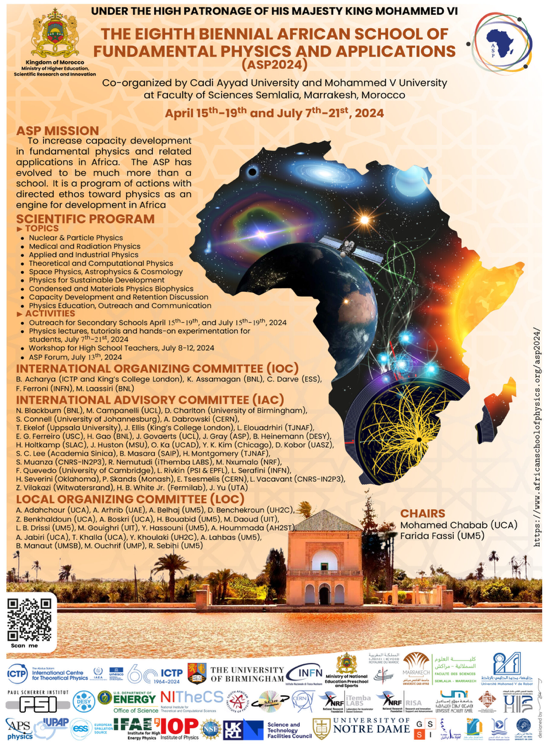 UNDER THE HIGH PATRONAGE OF HIS MAJESTY KING MOHAMMED VI
THE EIGHTH BIENNIAL AFRICAN SCHOOL OF
FUNDAMENTAL PHYSICS AND APPLICATIONS
(ASP2024)
Kingdom of Morocco
Ministry of Higher Education,
Scientific Research and Innovation
ASP
Co-organized by Cadi Ayyad University and Mohammed V University
at Faculty of Sciences Semlalia, Marrakesh, Morocco
April 15th-19th and July 7th-21st, 2024
ASP MISSION
To increase capacity development
in fundamental physics and related
applications in Africa. The ASP has
evolved to be much more than a
school. It is a program of actions with
directed ethos toward physics as an
engine for development in Africa
SCIENTIFIC PROGRAM
► TOPICS
• Nuclear & Particle Physics
• Medical and Radiation Physics
• Applied and Industrial Physics
• Theoretical and Computational Physics
• Space Physics, Astrophysics & Cosmology
• Physics for Sustainable Development
• Condensed and Materials Physics Biophysics
• Capacity Development and Retention Discussion
• Physics Education, Outreach and Communication
► ACTIVITIES
• Outreach for Secondary Schools April 15th-19th, and July 15th-19th, 2024
• Physics lectures, tutorials and hands-on experimentation for
students, July 7th-21st, 2024
• Workshop for High School Teachers, July 8-12, 2024
• ASP Forum, July 13th, 2024
INTERNATIONAL ORGANIZING COMMITTEE (IOC)
B. Acharya (ICTP and King's College London), K. Assamagan (BNL), C. Darve (ESS),
F. Ferroni (INFN), M. Laassiri (BNL)
INTERNATIONAL ADVISORY COMMITTEE (IAC)
N. Blackburn (BNL), M. Campanelli (UCL), D. Charlton (University of Birmingham),
S. Connell (University of Johannesburg), A. Dabrowski (CERN),
T. Ekelof (Uppsala University), J. Ellis (King's College London), L. Elouadrhiri (TJNAF),
E. G. Ferreiro (USC), H. Gao (BNL), J. Govaerts (UCL), J. Gray (ASP), B. Heinemann (DESY),
H. Holtkamp (SLAC), J. Huston (MSU), O. Ka (UCAD), Y. K. Kim (Chicago), D. Kobor (UASZ),
S. C. Lee (Academia Sinica), B. Masara (SAIP), H. Montgomery (TJNAF),
S. Muanza (CNRS-IN2P3), R. Nemutudi (iThemba LABS), M. Nxumalo (NRF),
F. Quevedo (University of Cambridge), L. Rivkin (PSI & EPFL), L. Serafini (INFN),
H. Severini (Oklahoma), P. Skands (Monash), E. Tsesmelis (CERN), L. Vacavant (CNRS-IN2P3),
Z. Vilakazi (Witwatersrand), H. B. White Jr. (Fermilab), J. Yu (UTA)
LOCAL ORGANIZING COMMITTEE (LOC)
A. Adahchour (UCA), A. Arhrib (UAE), A. Belhaj (UM5), D. Benchekroun (UH2C),
Z. Benkhaldoun (UCA), A. Boskri (UCA), H. Bouabid (UM5), M. Daoud (UIT),
L. B. Drissi (UM5), M. Gouighri (UIT), Y. Hassouni (UM5), A. Hoummada (AH2ST),
A. Jabiri (UCA), T. Khalla (UCA), Y. Khoulaki (UH2C), A. Lahbas (UM5),
B. Manaut (UMSB), M. Ouchrif (UMP), R. Sebihi (UM5)
CHAIRS
Mohamed Chabab (UCA)
Farida Fassi (UM5)
https://www.africanschoolofphysics.org/asp2024/
Scan me
ICTP
International Centre
for Theoretical Physics
ICTP
1964-2024
THE UNIVERSITY
OF BIRMINGHAM
INFN
Ministry of National
Education,Preschool
and Sports
MARRAKECH
PAUL SCHERRER INSTITUT
PSI
DESY
U.S. DEPARTMENT OF
ENERGY
Office of Science
NITheCS
NRF
iThemba
LABS
NRF
RISA
APS
physics
IUPAP
ess
IFAE
Institute for High
Energy Physics
IOP
Institute of Physics
NSF
Science and
Technology
Facilities Council
UNIVERSITY OF
NOTRE DAME
G S
S I